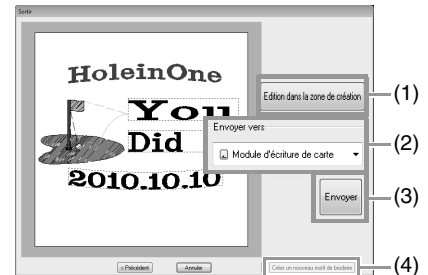 Sortir
HoleinOne
You
Did
2010.10.10
Edition dans la zone de création
(1)
Envoyer vers
Module d'écriture de carte
(2)
Envoyer
(3)
< Précédent
Annuler
Créer un nouveau motif de broderie
(4)